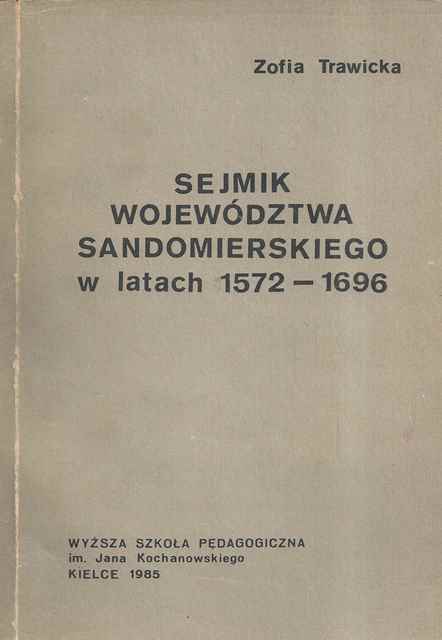 Zofia Trawicka
SEJMIK
WOJEWÓDZTWA
SANDOMIERSKIEGO
w latach 1572 — 1696
WYŻSZA SZKOŁA PEDAGOGICZNA
im. Jana Kochanowskiego
KIELCE 1985